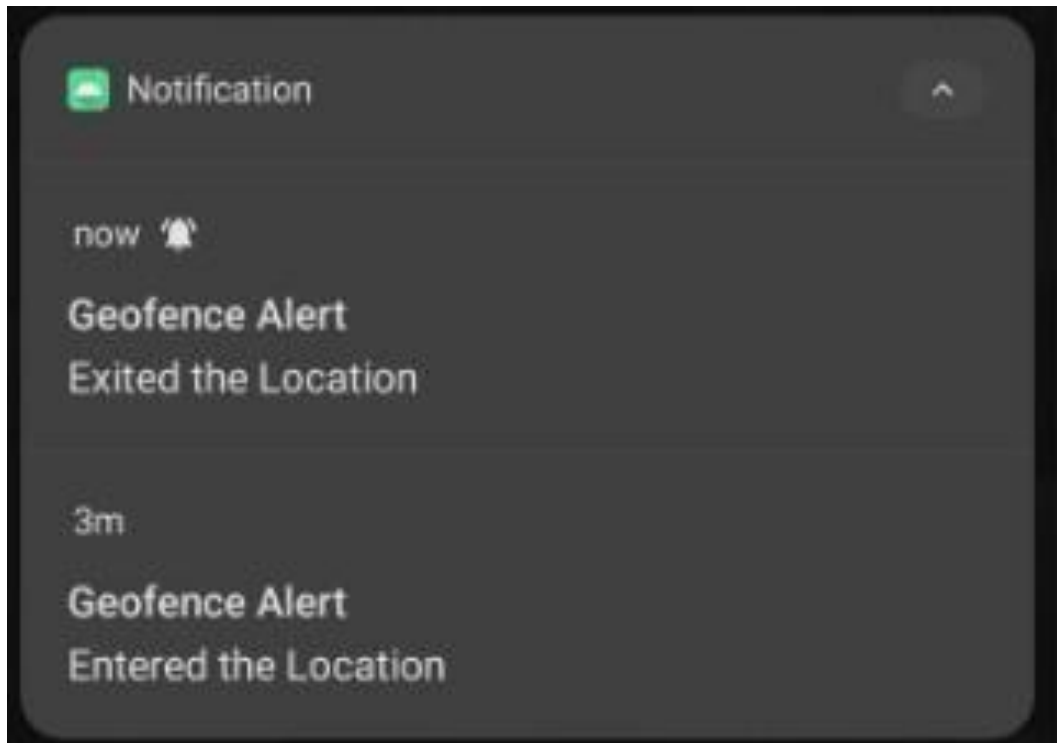 Notification
now
Geofence Alert
Exited the Location
3m
Geofence Alert
Entered the Location